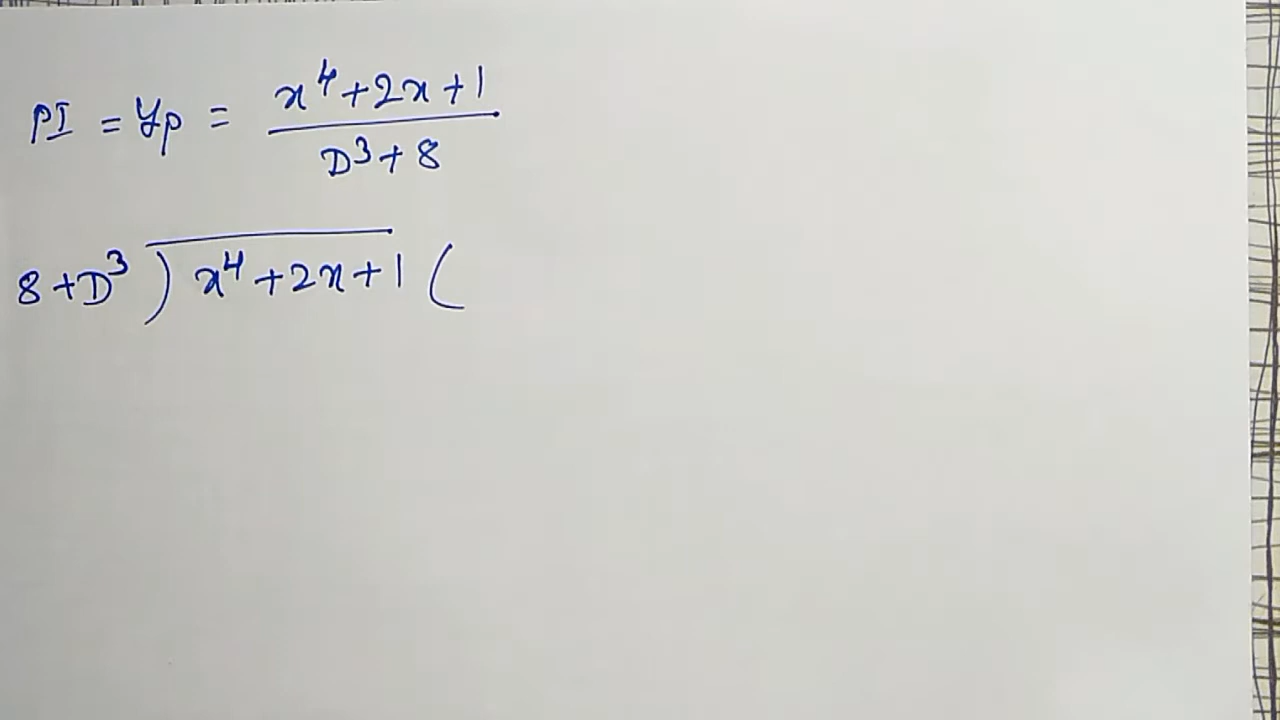 PI = yp = x⁴+2x+1 / D³+8
8+D³ ) x⁴+2x+1 (